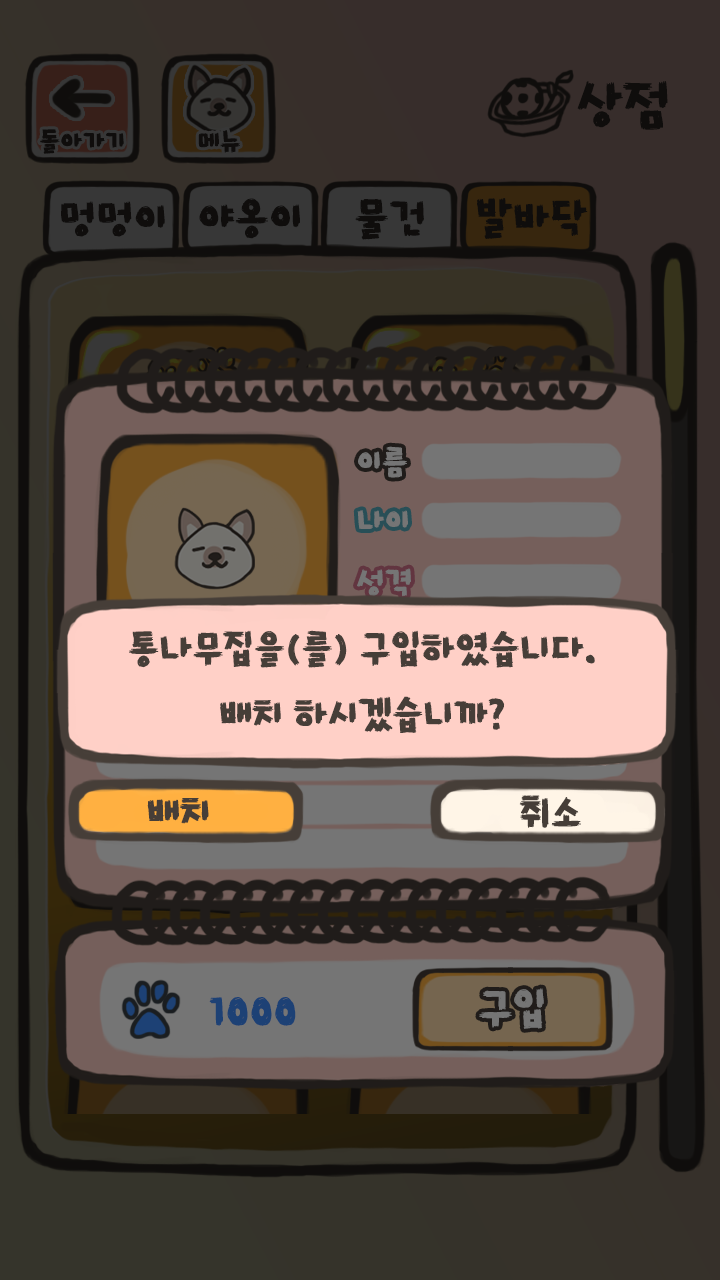 돌아가기
메뉴
상점
멍멍이 야옹이 물건 발바닥
이름
나이
성격
통나무집을(를) 구입하였습니다.
배치 하시겠습니까?
배치 취소
1000 구입